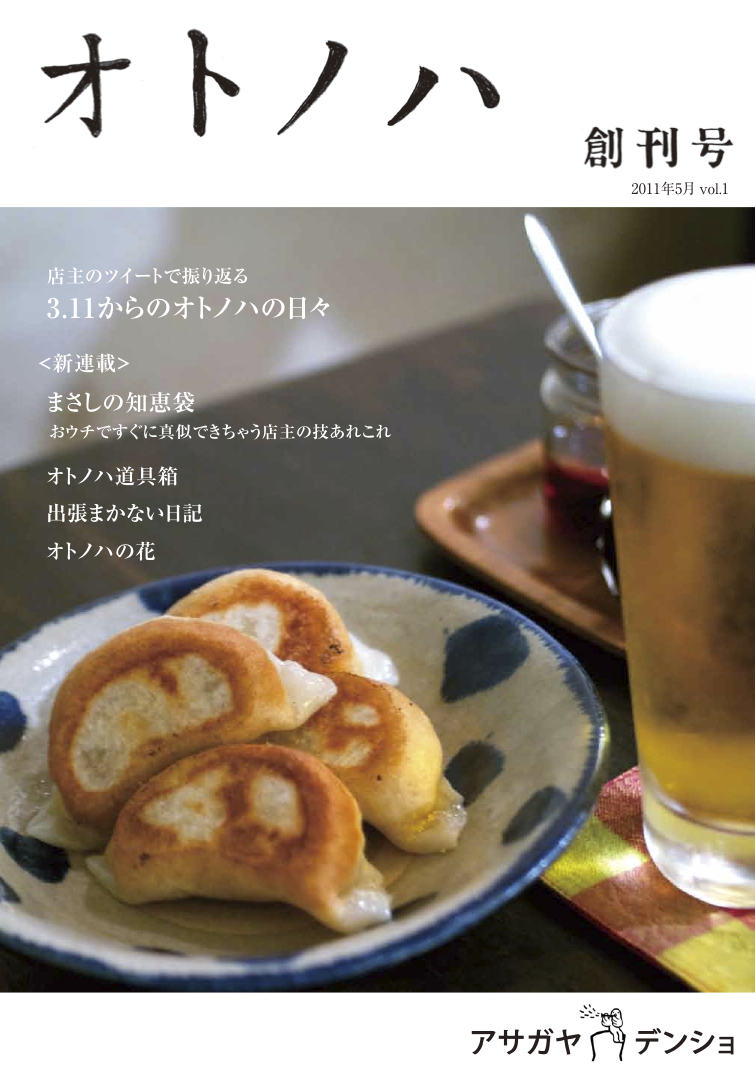 オトノハ
創刊号
2011年5月 vol.1
店主のツイートで振り返る
3.11からのオトノハの日々
<新連載>
まさしの知恵袋
おウチですぐに真似できちゃう店主の技あれこれ
オトノハ道具箱
出張まかない日記
オトノハの花
アサガヤデンショ